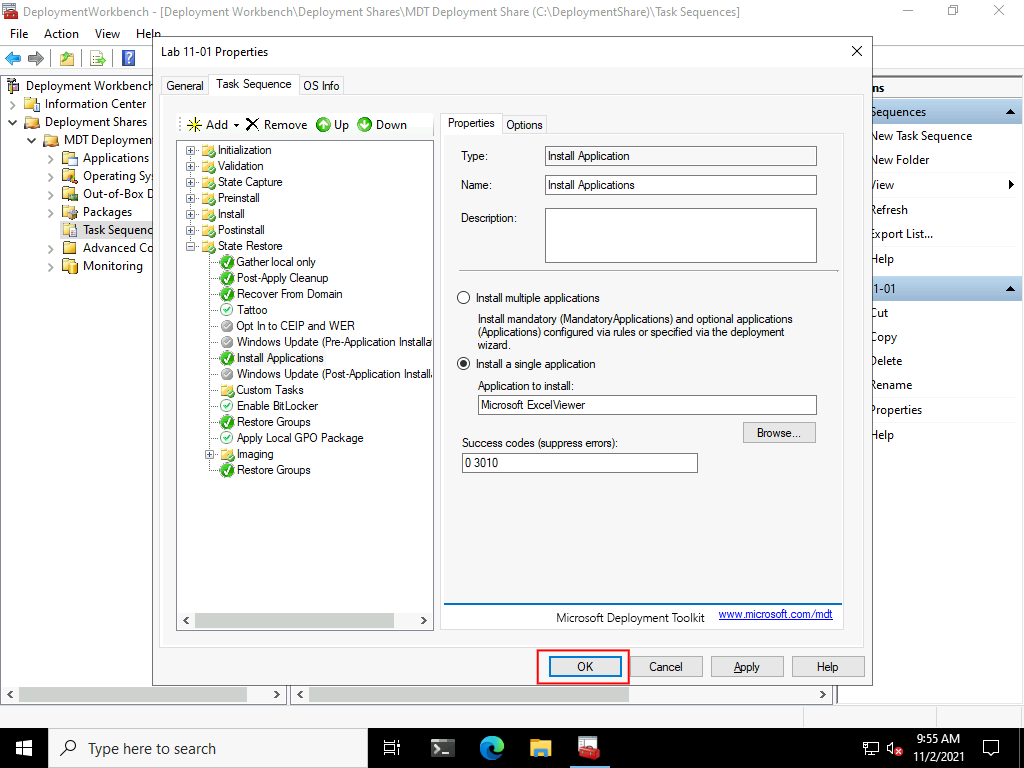 DeploymentWorkbench - [Deployment Workbench\Deployment Shares\MDT Deployment Share (C:\DeploymentShare)\Task Sequences]
File Action View Help
Lab 11-01 Properties
General Task Sequence OS Info
Deployment Workbench
Information Center
Deployment Shares
MDT Deploymen
Applications
Operating Sy
Out-of-Box D
Packages
Task Sequenc
Advanced Co
Monitoring
Add Remove Up Down
Initialization
Validation
State Capture
Preinstall
Install
Postinstall
State Restore
Gather local only
Post-Apply Cleanup
Recover From Domain
Tattoo
Opt In to CEIP and WER
Windows Update (Pre-Application Installa
Install Applications
Windows Update (Post-Application Install
Custom Tasks
Enable BitLocker
Restore Groups
Apply Local GPO Package
Imaging
Restore Groups
Properties Options
Type: Install Application
Name: Install Applications
Description:
Install multiple applications
Install mandatory (MandatoryApplications) and optional applications
(Applications) configured via rules or specified via the deployment
wizard.
Install a single application
Application to install:
Microsoft ExcelViewer
Browse...
Success codes (suppress errors):
0 3010
Microsoft Deployment Toolkit www.microsoft.com/mdt
OK Cancel Apply Help
ns
Sequences
New Task Sequence
New Folder
View
Refresh
Export List...
Help
11-01
Cut
Copy
Delete
Rename
Properties
Help
Type here to search
9:55 AM
11/2/2021